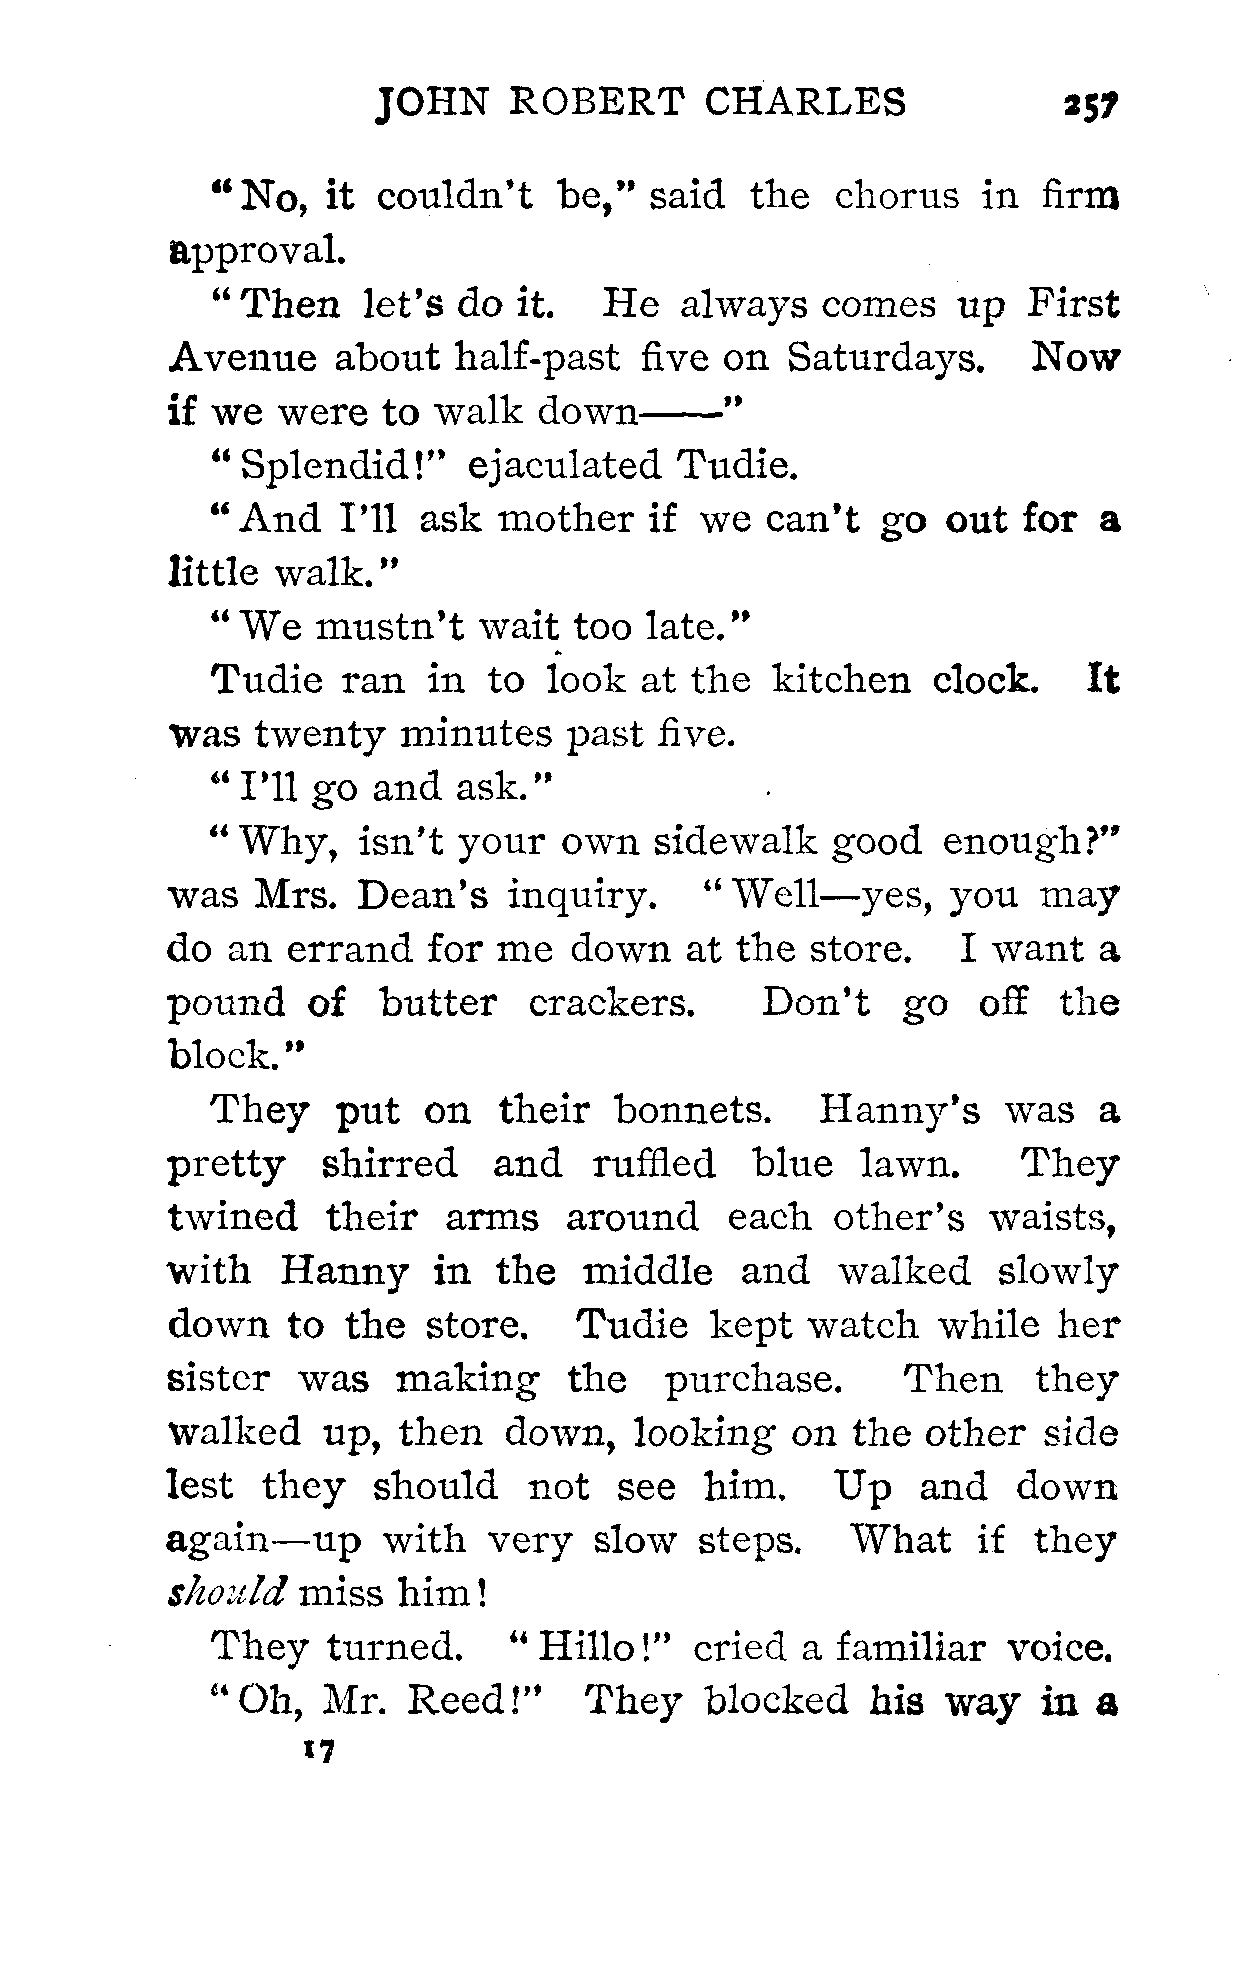 JOHN ROBERT CHARLES 257
"No, it couldn't be," said the chorus in firm
approval.
"Then let's do it. He always comes up First
Avenue about half-past five on Saturdays. Now
if we were to walk down——"
"Splendid!" ejaculated Tudie.
"And I'll ask mother if we can't go out for a
little walk."
"We mustn't wait too late."
Tudie ran in to look at the kitchen clock. It
was twenty minutes past five.
"I'll go and ask."
"Why, isn't your own sidewalk good enough?"
was Mrs. Dean's inquiry. "Well—yes, you may
do an errand for me down at the store. I want a
pound of butter crackers. Don't go off the
block."
They put on their bonnets. Hanny's was a
pretty shirred and ruffled blue lawn. They
twined their arms around each other's waists,
with Hanny in the middle and walked slowly
down to the store. Tudie kept watch while her
sister was making the purchase. Then they
walked up, then down, looking on the other side
lest they should not see him. Up and down
again—up with very slow steps. What if they
should miss him!
They turned. "Hillo!" cried a familiar voice.
"Oh, Mr. Reed!" They blocked his way in a
17